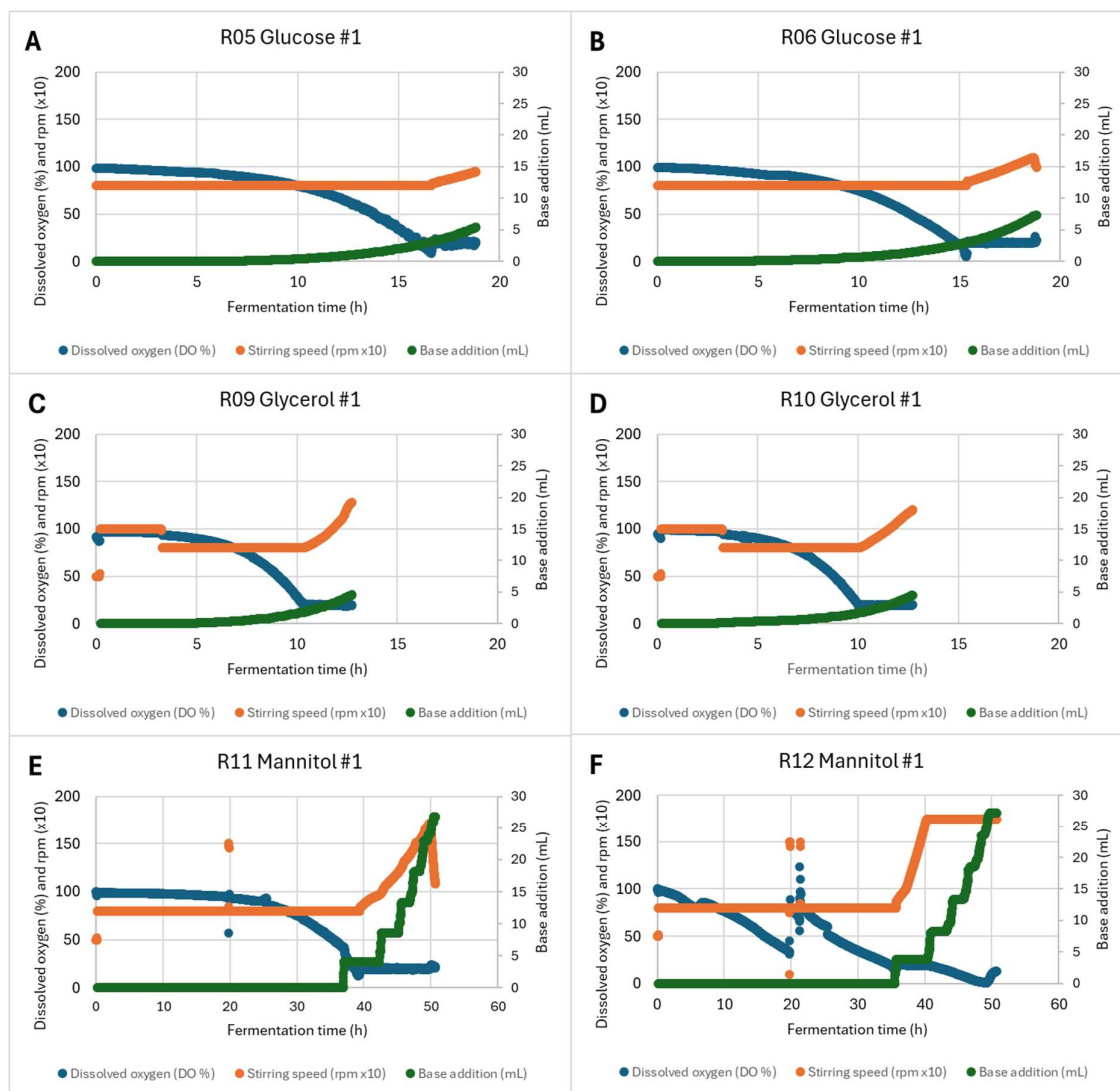 A
R05 Glucose #1
Dissolved oxygen (%) and rpm (x10)
200
150
100
50
0
30
25
20
15
10
5
0
Base addition (mL)
0 5 10 15 20
Fermentation time (h)
Dissolved oxygen (DO %) Stirring speed (rpm x10) Base addition (mL)
B
R06 Glucose #1
Dissolved oxygen (%) and rpm (x10)
200
150
100
50
0
30
25
20
15
10
5
0
Base addition (mL)
0 5 10 15 20
Fermentation time (h)
Dissolved oxygen (DO %) Stirring speed (rpm x10) Base addition (mL)
C
R09 Glycerol #1
Dissolved oxygen (%) and rpm (x10)
200
150
100
50
0
30
25
20
15
10
5
0
Base addition (mL)
0 5 10 15 20
Fermentation time (h)
Dissolved oxygen (DO %) Stirring speed (rpm x10) Base addition (mL)
D
R10 Glycerol #1
Dissolved oxygen (%) and rpm (x10)
200
150
100
50
0
30
25
20
15
10
5
0
Base addition (mL)
0 5 10 15 20
Fermentation time (h)
Dissolved oxygen (DO %) Stirring speed (rpm x10) Base addition (mL)
E
R11 Mannitol #1
Dissolved oxygen (%) and rpm (x10)
200
150
100
50
0
30
25
20
15
10
5
0
Base addition (mL)
0 10 20 30 40 50 60
Fermentation time (h)
Dissolved oxygen (DO %) Stirring speed (rpm x10) Base addition (mL)
F
R12 Mannitol #1
Dissolved oxygen (%) and rpm (x10)
200
150
100
50
0
30
25
20
15
10
5
0
Base addition (mL)
0 10 20 30 40 50 60
Fermentation time (h)
Dissolved oxygen (DO %) Stirring speed (rpm x10) Base addition (mL)